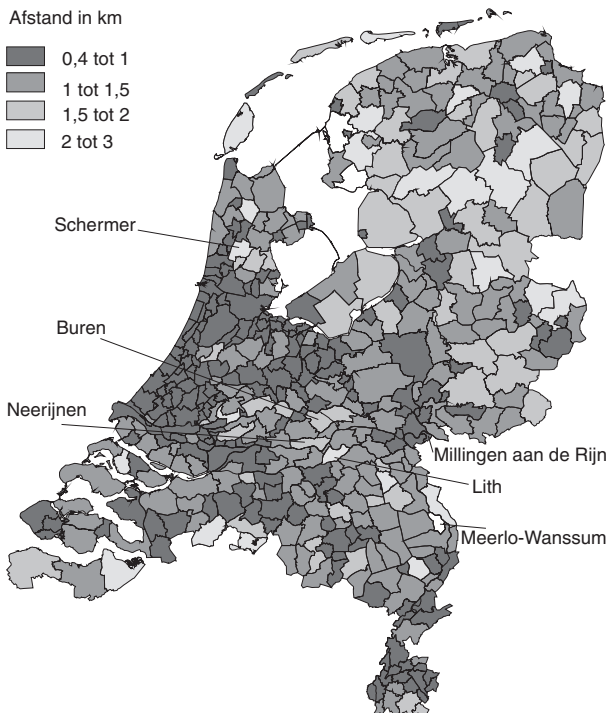 Afstand in km
0,4 tot 1
1 tot 1,5
1,5 tot 2
2 tot 3
Schermer
Buren
Neerijnen
Millingen aan de Rijn
Lith
Meerlo-Wanssum